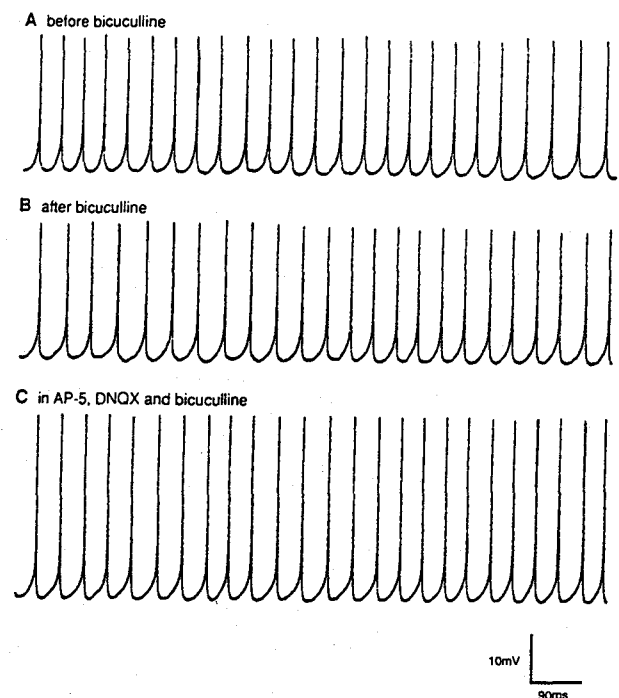 A before bicuculline
B after bicuculline
C in AP-5, DNQX and bicuculline
10mV
90ms